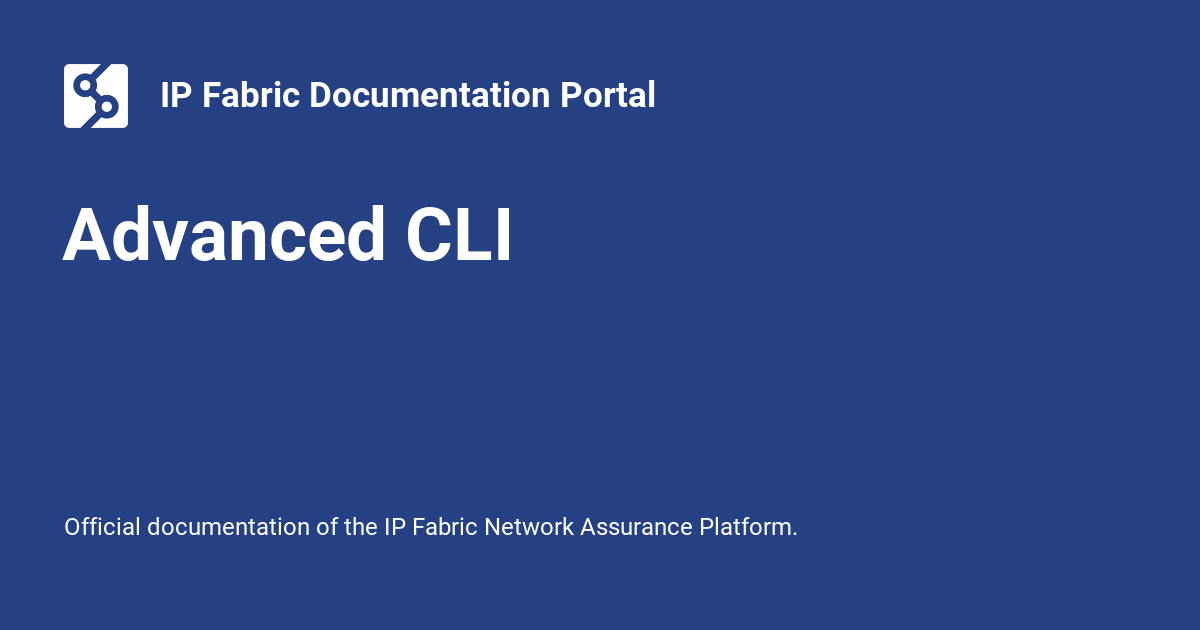 IP Fabric Documentation Portal
Advanced CLI
Official documentation of the IP Fabric Network Assurance Platform.